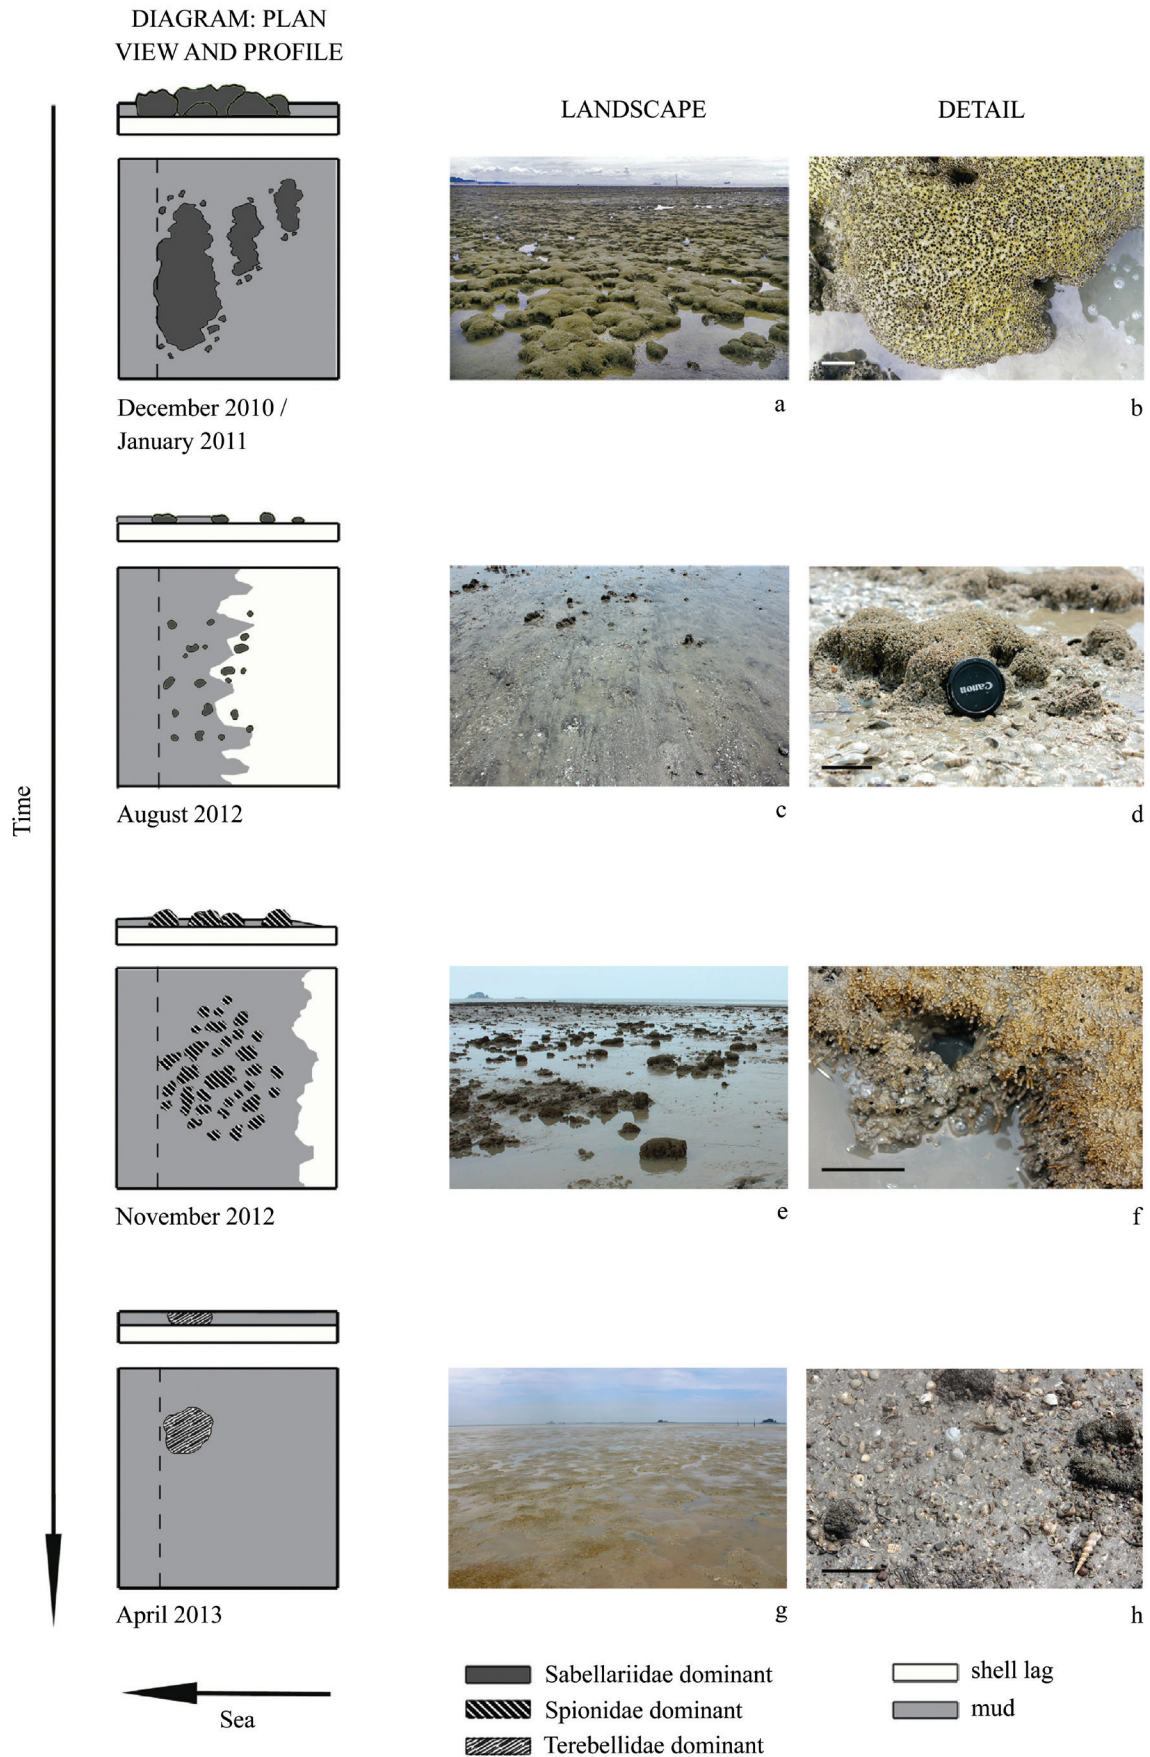 DIAGRAM: PLAN
VIEW AND PROFILE
LANDSCAPE
DETAIL
a
b
December 2010 /
January 2011
Canon
c
d
August 2012
Time
e
f
November 2012
g
h
April 2013
Sea
Sabellariidae dominant
Spionidae dominant
Terebellidae dominant
shell lag
mud